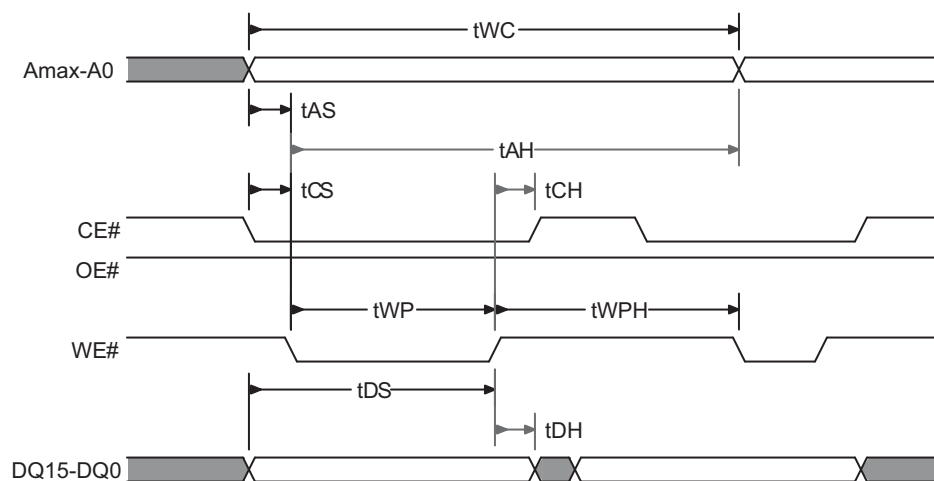 tWC
Amax-A0
tAS
tAH
tCS
tCH
CE#
OE#
tWP
tWPH
WE#
tDS
tDH
DQ15-DQ0